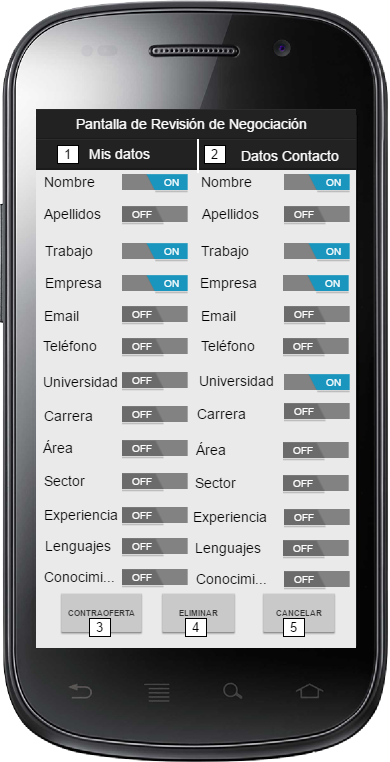 Pantalla de Revisión de Negociación
1 Mis datos 2 Datos Contacto
Nombre ON Nombre ON
Apellidos OFF Apellidos OFF
Trabajo ON Trabajo ON
Empresa ON Empresa ON
Email OFF Email OFF
Teléfono OFF Teléfono OFF
Universidad OFF Universidad ON
Carrera OFF Carrera OFF
Área OFF Área OFF
Sector OFF Sector OFF
Experiencia OFF Experiencia OFF
Lenguajes OFF Lenguajes OFF
Conocimi... OFF Conocimi... OFF
CONTRAOFERTA ELIMINAR CANCELAR
3 4 5